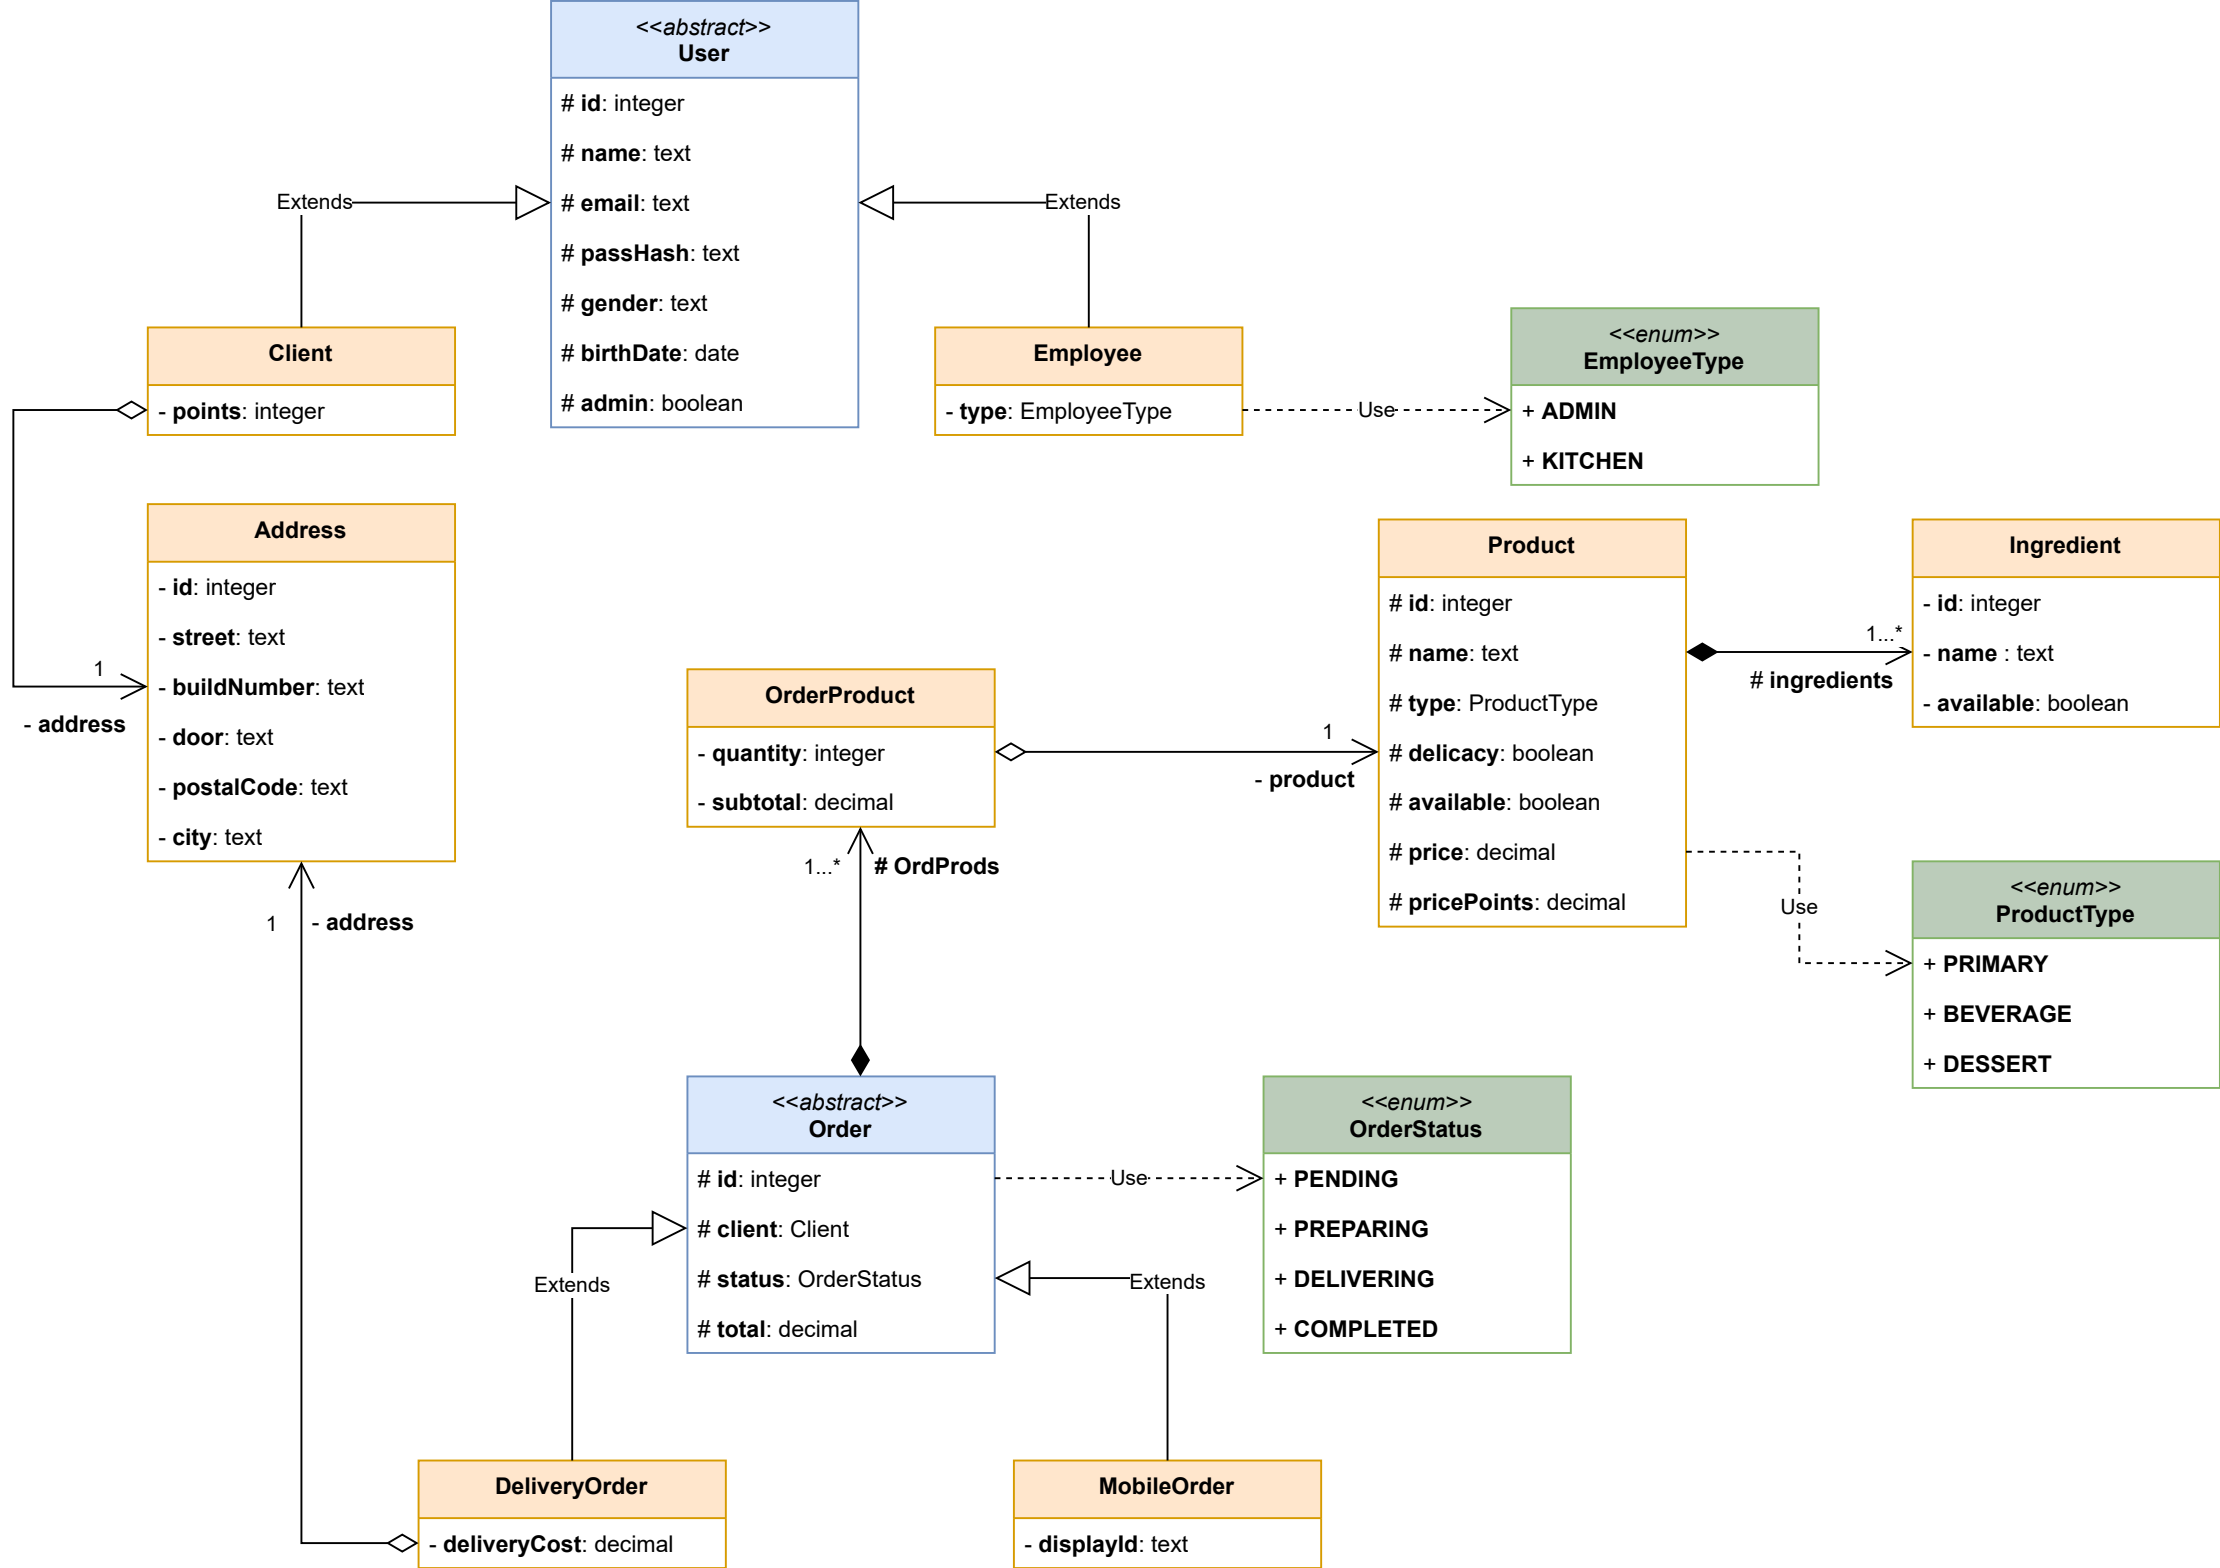 <<abstract>>
User
# id: integer
# name: text
# email: text
# passHash: text
# gender: text
# birthDate: date
# admin: boolean
Extends
Extends
Client
- points: integer
Employee
- type: EmployeeType
Use
<<enum>>
EmployeeType
+ ADMIN
+ KITCHEN
Address
- id: integer
- street: text
- buildNumber: text
- door: text
- postalCode: text
- city: text
1
- address
Product
# id: integer
# name: text
# type: ProductType
# delicacy: boolean
# available: boolean
# price: decimal
# pricePoints: decimal
1...*
# ingredients
Ingredient
- id: integer
- name : text
- available: boolean
OrderProduct
- quantity: integer
- subtotal: decimal
1
- product
1...*
# OrdProds
Use
<<enum>>
ProductType
+ PRIMARY
+ BEVERAGE
+ DESSERT
1
- address
<<abstract>>
Order
# id: integer
# client: Client
# status: OrderStatus
# total: decimal
Use
<<enum>>
OrderStatus
+ PENDING
+ PREPARING
+ DELIVERING
+ COMPLETED
Extends
Extends
DeliveryOrder
- deliveryCost: decimal
MobileOrder
- displayId: text